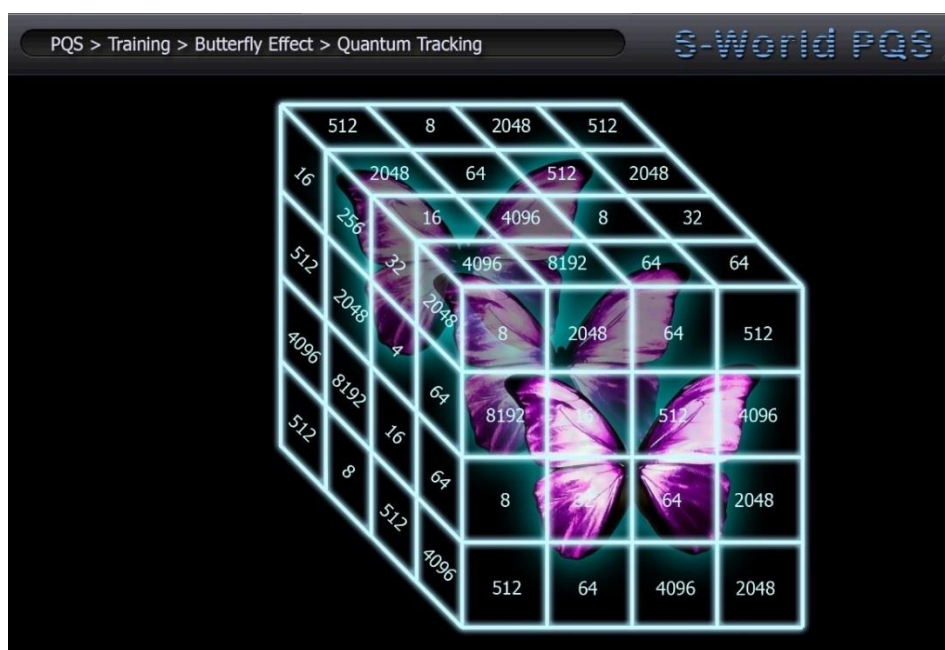 PQS > Training > Butterfly Effect > Quantum Tracking
S-World PQS
512 8 2048 512
2048 64 512 2048
16 4096 8 32
4096 8192 64 64
16 256 32 2048
512 2048 4 64
4096 8192 16 64
512 8 512 4096
8 2048 64 512
8192 16 512 4096
8 32 64 2048
512 64 4096 2048